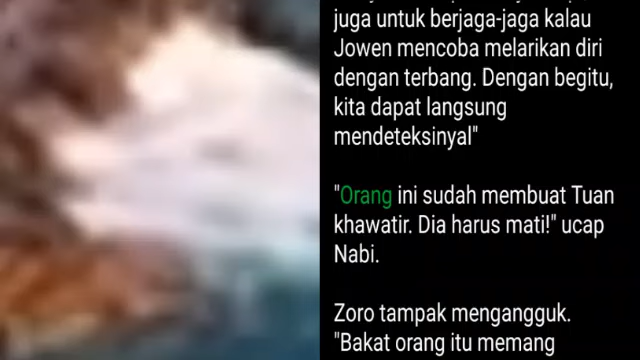 juga untuk berjaga-jaga kalau
Jowen mencoba melarikan diri
dengan terbang. Dengan begitu,
kita dapat langsung
mendeteksinyal"
"Orang ini sudah membuat Tuan
khawatir. Dia harus mati!" ucap
Nabi.
Zoro tampak mengangguk.
"Bakat orang itu memang